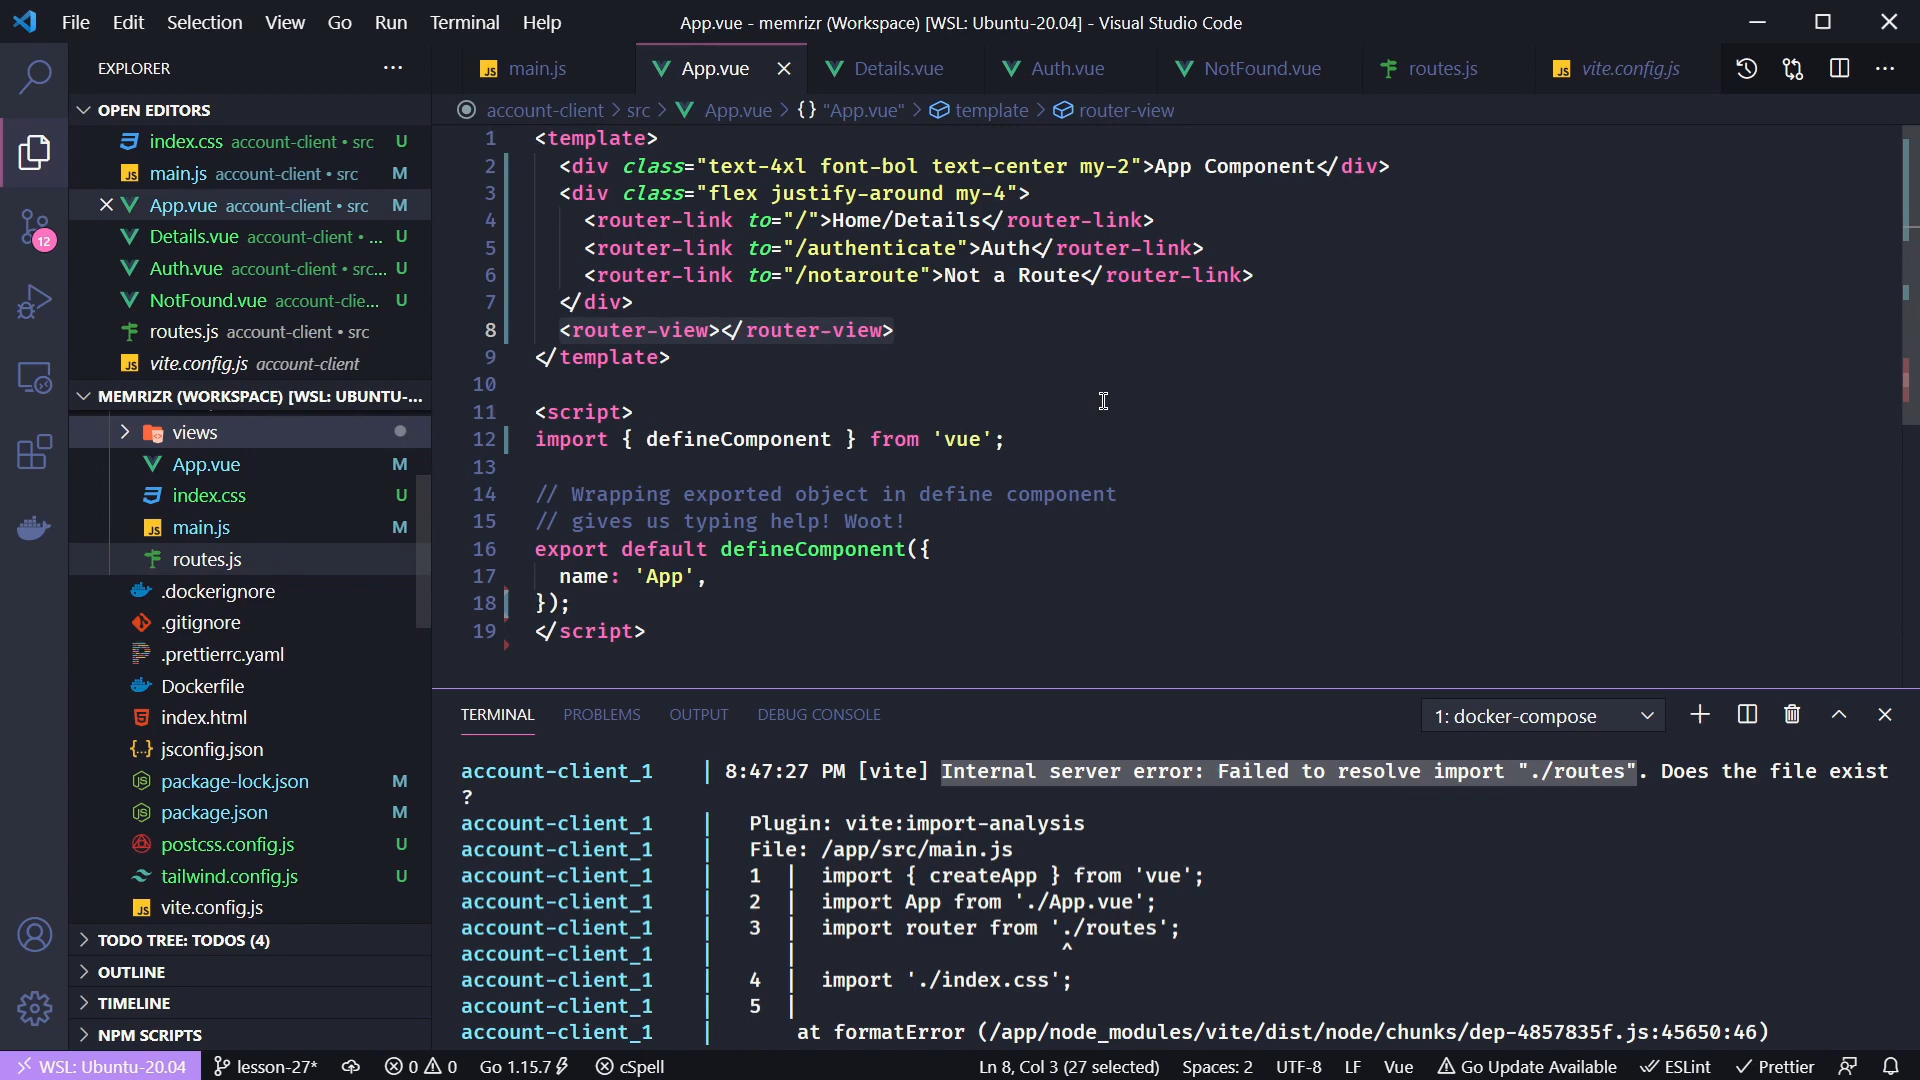 File Edit Selection View Go Run Terminal Help
App.vue - memrizr (Workspace) [WSL: Ubuntu-20.04] - Visual Studio Code
EXPLORER
OPEN EDITORS
index.css account-client • src U
main.js account-client • src M
App.vue account-client • src M
Details.vue account-client • ... U
Auth.vue account-client • src... U
NotFound.vue account-clie... U
routes.js account-client • src
vite.config.js account-client
MEMRIZR (WORKSPACE) [WSL: UBUNTU-...
views
App.vue M
index.css U
main.js M
routes.js
.dockerignore
.gitignore
.prettierrc.yaml
Dockerfile
index.html
jsconfig.json
package-lock.json M
package.json M
postcss.config.js U
tailwind.config.js U
vite.config.js
TODO TREE: TODOS (4)
OUTLINE
TIMELINE
NPM SCRIPTS
12
main.js App.vue Details.vue Auth.vue NotFound.vue routes.js vite.config.js
account-client > src > App.vue > {} "App.vue" > template > router-view
1 <template>
2 <div class="text-4xl font-bol text-center my-2">App Component</div>
3 <div class="flex justify-around my-4">
4 <router-link to="/">Home/Details</router-link>
5 <router-link to="/authenticate">Auth</router-link>
6 <router-link to="/notaroute">Not a Route</router-link>
7 </div>
8 <router-view></router-view>
9 </template>
10
11 <script>
12 import { defineComponent } from 'vue';
13
14 // Wrapping exported object in define component
15 // gives us typing help! Woot!
16 export default defineComponent({
17 name: 'App',
18 });
19 </script>
TERMINAL PROBLEMS OUTPUT DEBUG CONSOLE
1: docker-compose
account-client_1 | 8:47:27 PM [vite] Internal server error: Failed to resolve import "./routes". Does the file exist
?
account-client_1 | Plugin: vite:import-analysis
account-client_1 | File: /app/src/main.js
account-client_1 | 1 | import { createApp } from 'vue';
account-client_1 | 2 | import App from './App.vue';
account-client_1 | 3 | import router from './routes';
account-client_1 | | ^
account-client_1 | 4 | import './index.css';
account-client_1 | 5 |
account-client_1 | at formatError (/app/node_modules/vite/dist/node/chunks/dep-4857835f.js:45650:46)
WSL: Ubuntu-20.04 lesson-27* 0 0 Go 1.15.7 cSpell Ln 8, Col 3 (27 selected) Spaces: 2 UTF-8 LF Vue Go Update Available ESLint Prettier